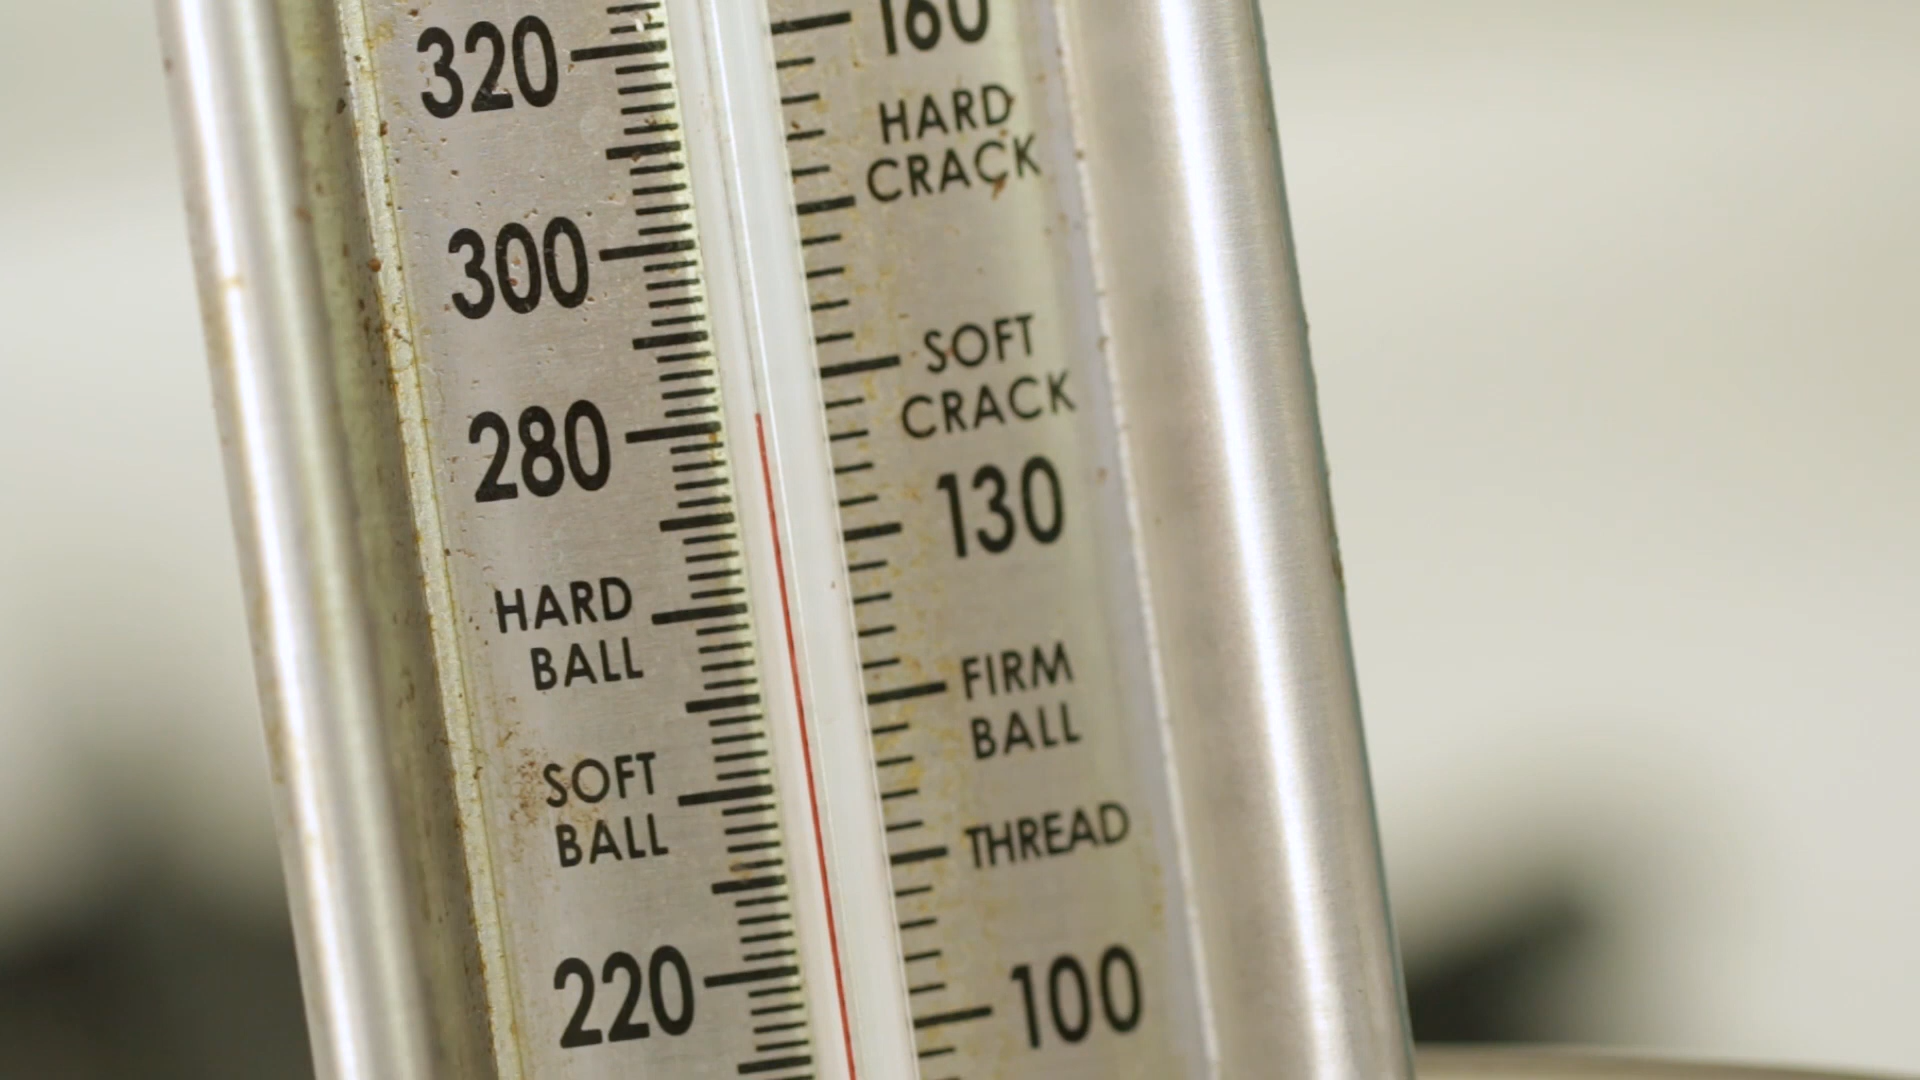 320
160
HARD
CRACK
300
SOFT
CRACK
280
130
HARD
BALL
FIRM
BALL
SOFT
BALL
THREAD
220
100